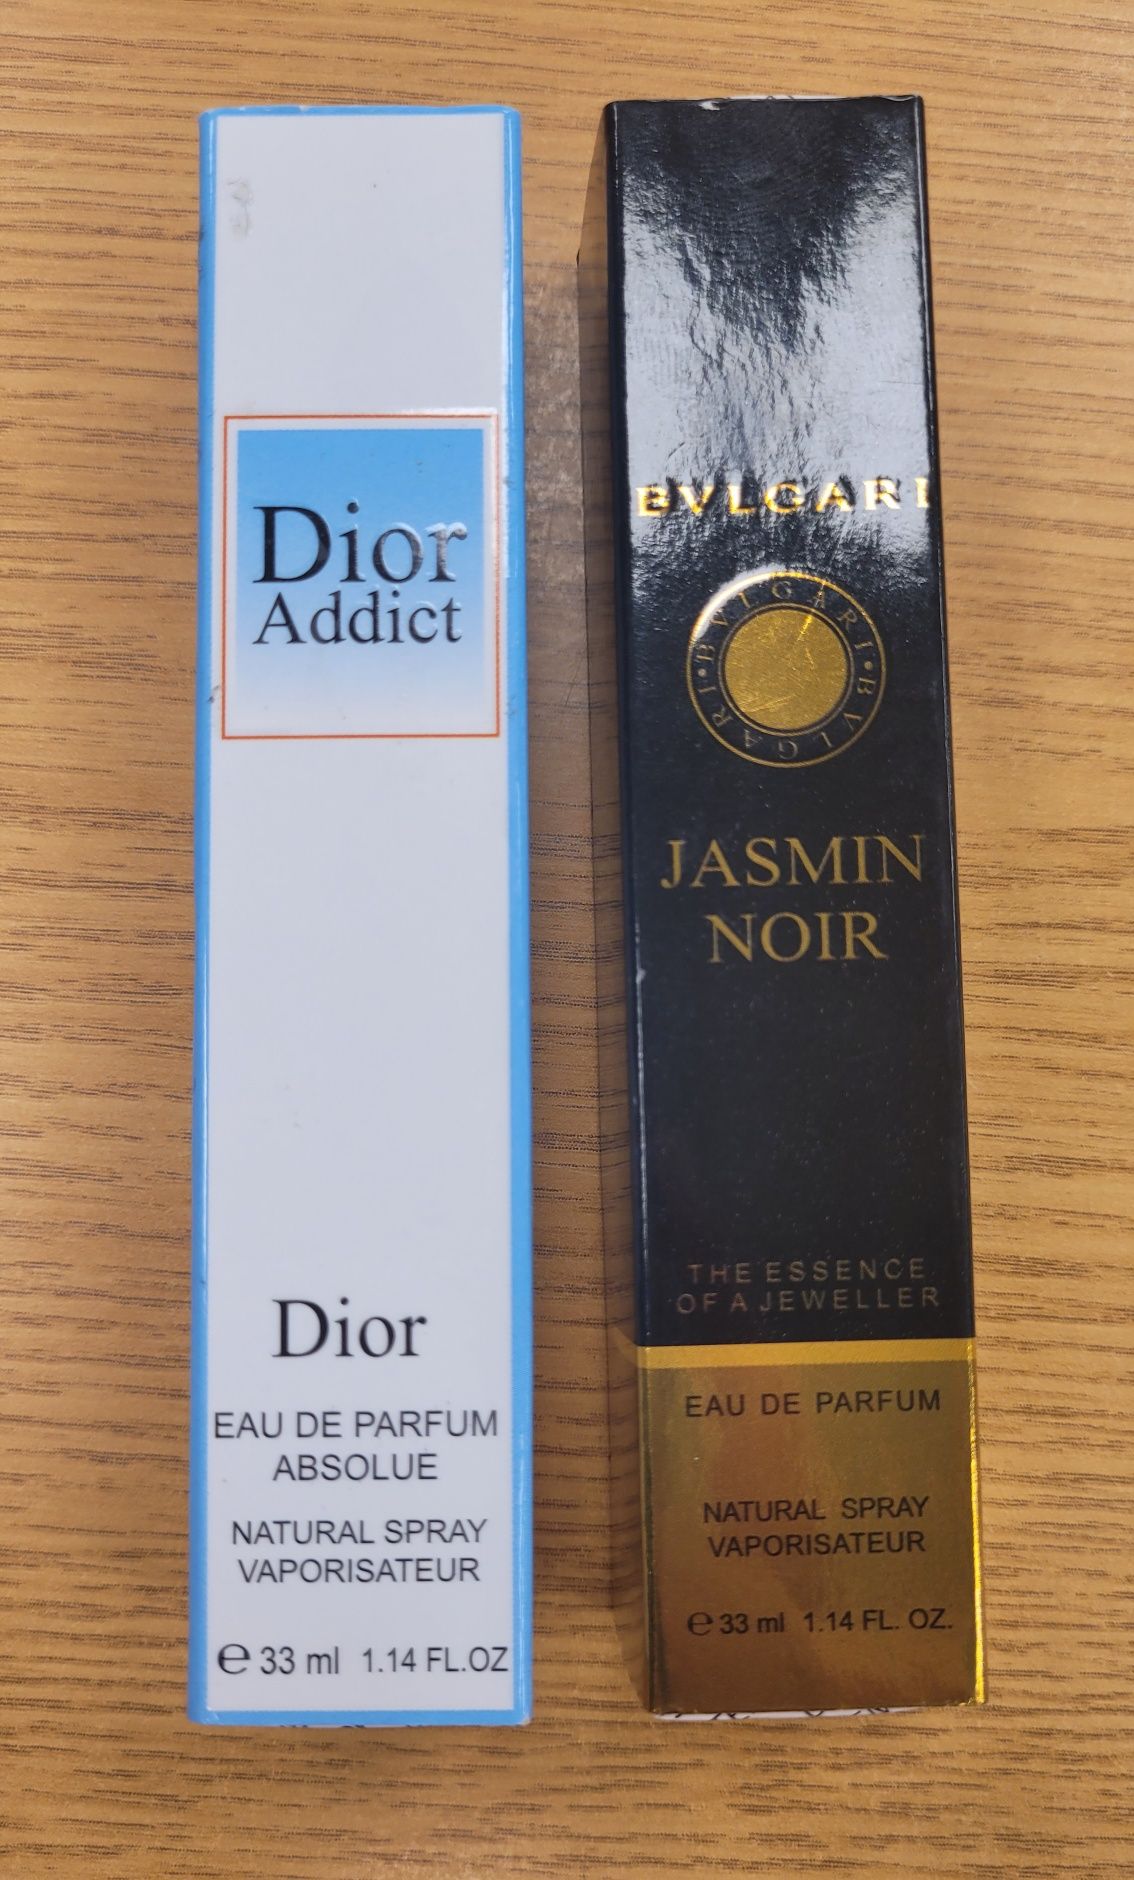 Dior
Addict
Dior
EAU DE PARFUM
ABSOLUE
NATURAL SPRAY
VAPORISATEUR
℮ 33 ml 1.14 FL.OZ
BVLGARI
BVLGARI • BVLGARI •
JASMIN
NOIR
THE ESSENCE
OF A JEWELLER
EAU DE PARFUM
NATURAL SPRAY
VAPORISATEUR
℮ 33 ml 1.14 FL. OZ.